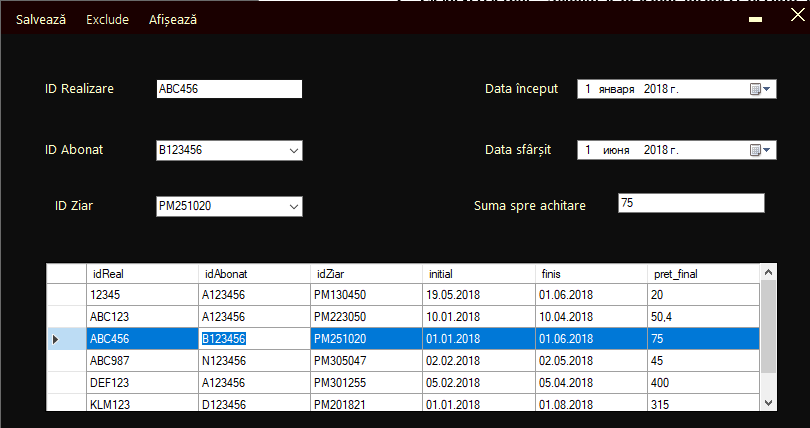 Salvează Exclude Afișează
ID Realizare ABC456 Data început 1 января 2018 г.
ID Abonat B123456 Data sfârșit 1 июня 2018 г.
ID Ziar PM251020 Suma spre achitare 75
idReal idAbonat idZiar initial finis pret_final
12345 A123456 PM130450 19.05.2018 01.06.2018 20
ABC123 A123456 PM223050 10.01.2018 10.04.2018 50,4
ABC456 B123456 PM251020 01.01.2018 01.06.2018 75
ABC987 N123456 PM305047 02.02.2018 02.05.2018 45
DEF123 A123456 PM301255 05.02.2018 05.04.2018 400
KLM123 D123456 PM201821 01.01.2018 01.08.2018 315